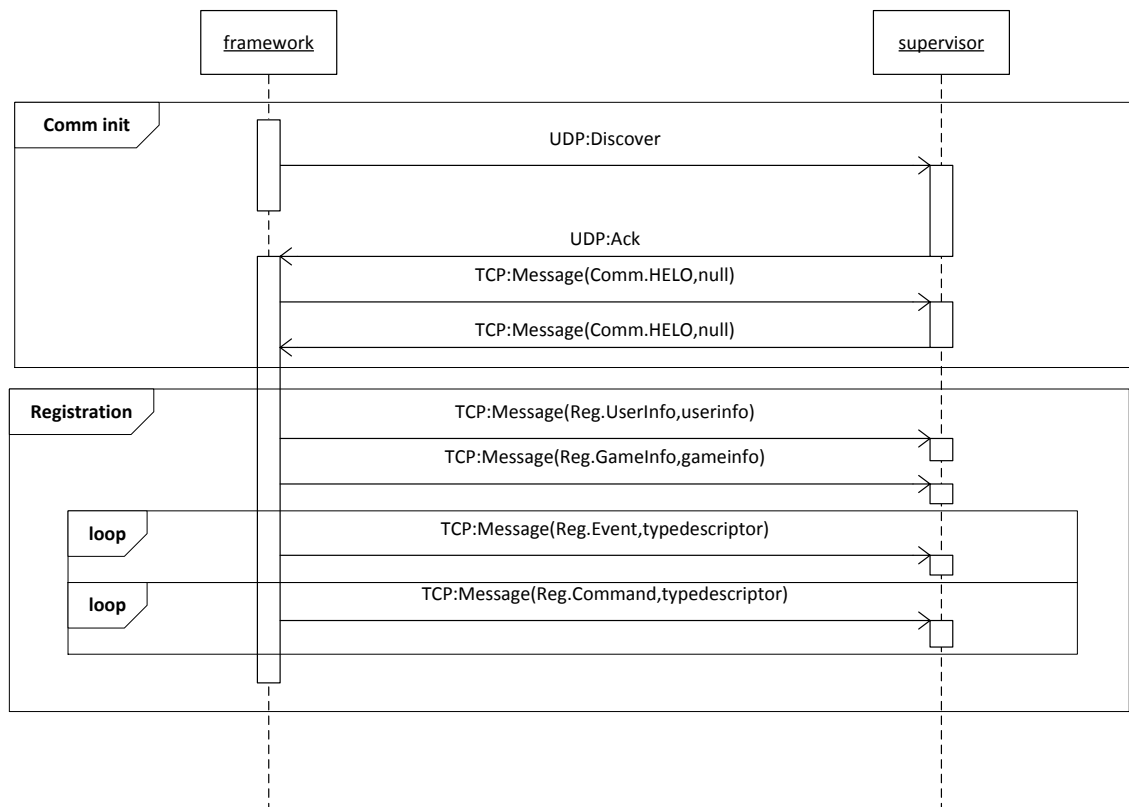 framework
supervisor
Comm init
UDP:Discover
UDP:Ack
TCP:Message(Comm.HELO,null)
TCP:Message(Comm.HELO,null)
Registration
TCP:Message(Reg.UserInfo,userinfo)
TCP:Message(Reg.GameInfo,gameinfo)
loop
TCP:Message(Reg.Event,typedescriptor)
loop
TCP:Message(Reg.Command,typedescriptor)